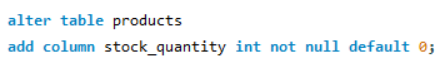 alter table products
add column stock_quantity int not null default 0;